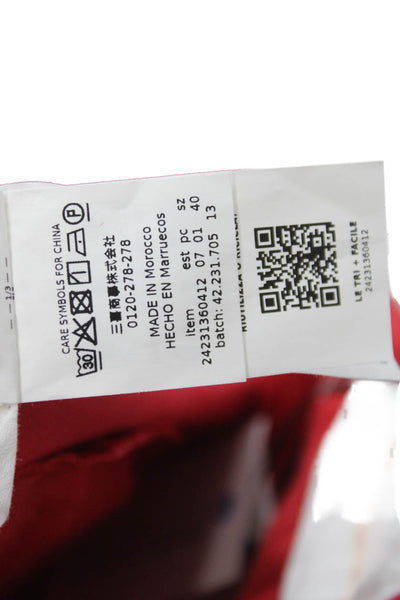 CARE SYMBOLS FOR CHINA
30
P
三喜商事株式会社
0120-278-278
MADE IN Morocco
HECHO EN Marruecos
item est pc sz
24231360412 07 01 40
batch: 42.231.705 13
LE TRI + FACILE
24231360412
1/3